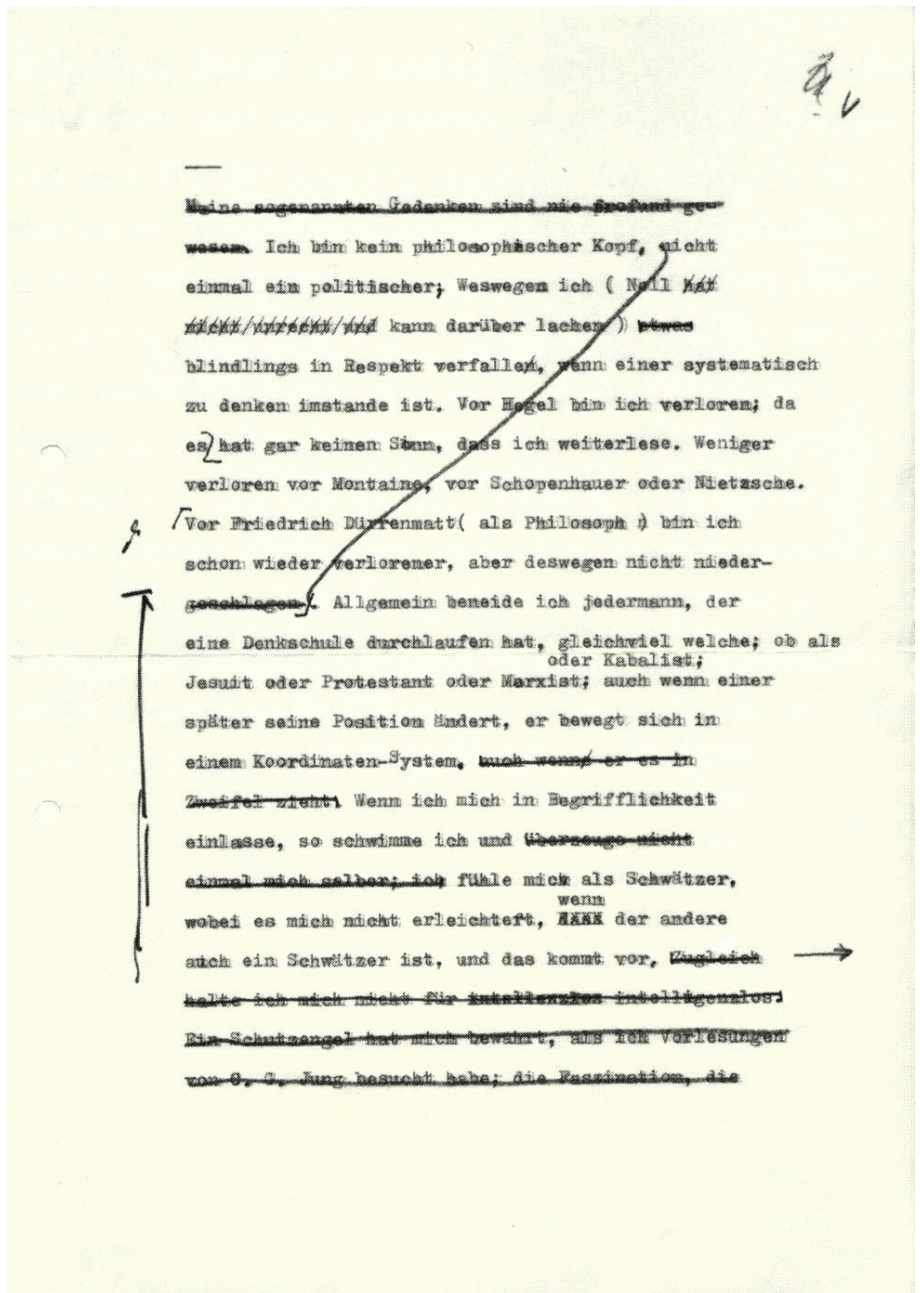 Meine sogenannten Gedanken sind nie profund ge-
wesen. Ich bin kein philosophischer Kopf, nicht
einmal ein politischer; Weswegen ich ( Noll hat
nicht unrecht und kann darüber lachen ) etwas
blindlings in Respekt verfallen, wenn einer systematisch
zu denken imstande ist. Vor Hegel bin ich verloren; da
es hat gar keinen Sinn, dass ich weiterlese. Weniger
verloren vor Montaine, vor Schopenhauer oder Nietzsche.
Vor Friedrich Dürrenmatt( als Philosoph ) bin ich
schon wieder verlorener, aber deswegen nicht nieder-
geschlagen. Allgemein beneide ich jedermann, der
eine Denkschule durchlaufen hat, gleichviel welche; ob als
oder Kabalist;
Jesuit oder Protestant oder Marxist; auch wenn einer
später seine Position ändert, er bewegt sich in
einem Koordinaten-System, auch wenn er es in
Zweifel zieht. Wenn ich mich in Begrifflichkeit
einlasse, so schwimme ich und überzeuge nicht
einmal mich selber; ich fühle mich als Schwätzer,
wenn
wobei es mich nicht erleichtert, der andere
auch ein Schwätzer ist, und das kommt vor. Zugleich
halte ich mich nicht für intelligenzlos.
Ein Schutzengel hat mich bewahrt, als ich Vorlesungen
von C. G. Jung besucht habe; die Faszination, die